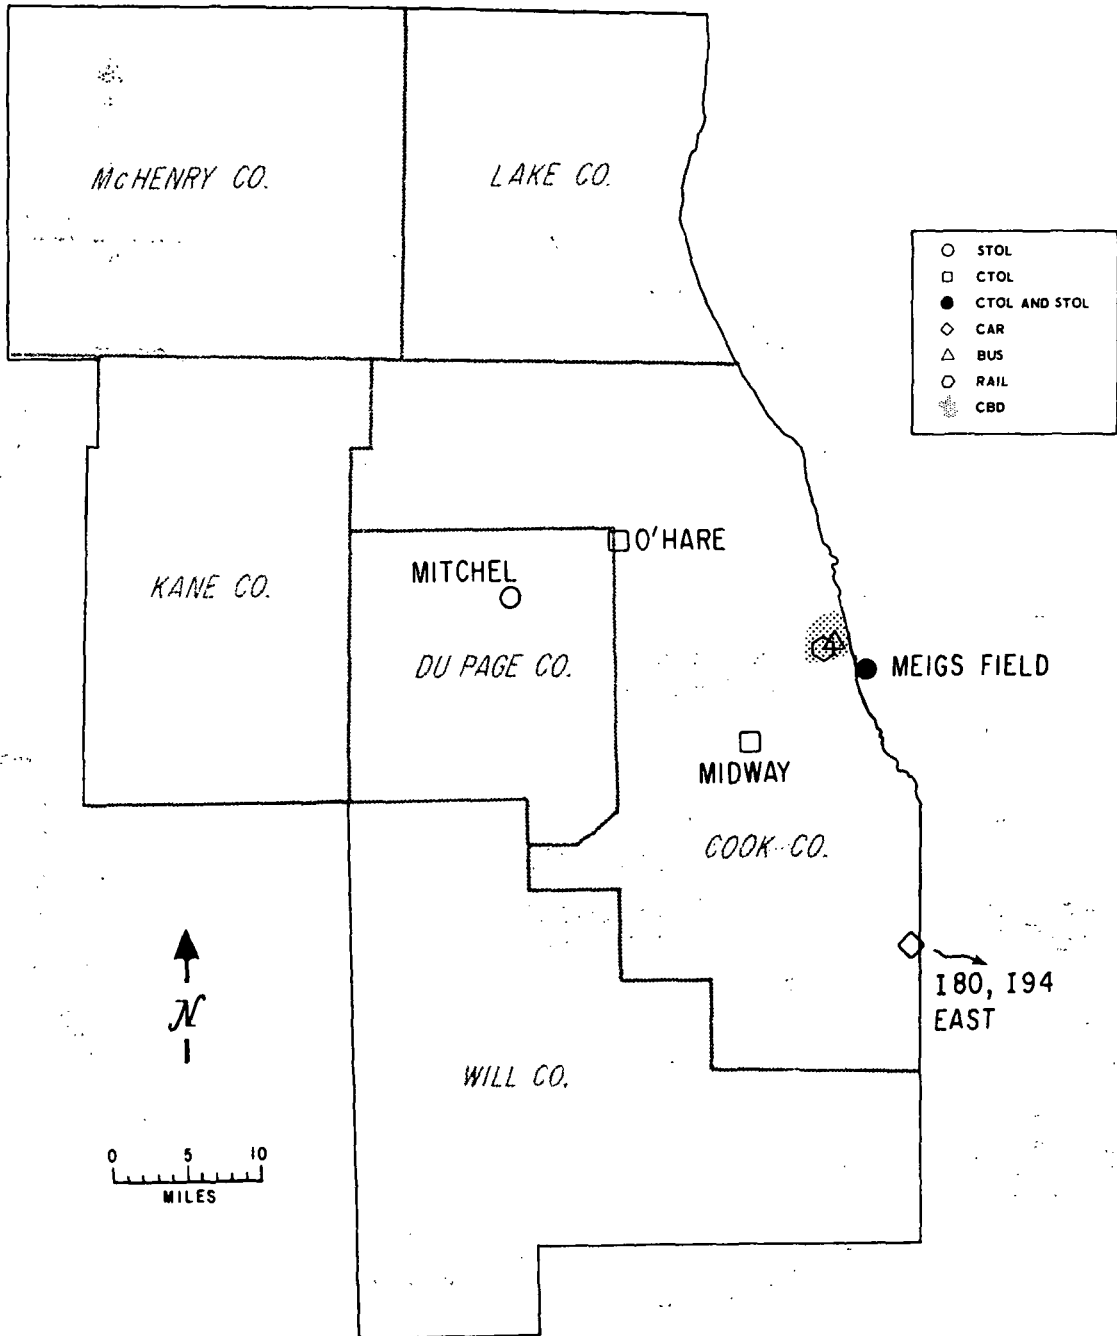 McHENRY CO.
LAKE CO.
STOL
CTOL
CTOL AND STOL
CAR
BUS
RAIL
CBD
O'HARE
MITCHEL
KANE CO.
DU PAGE CO.
MEIGS FIELD
MIDWAY
COOK CO.
I80, I94
EAST
N
WILL CO.
0 5 10
MILES